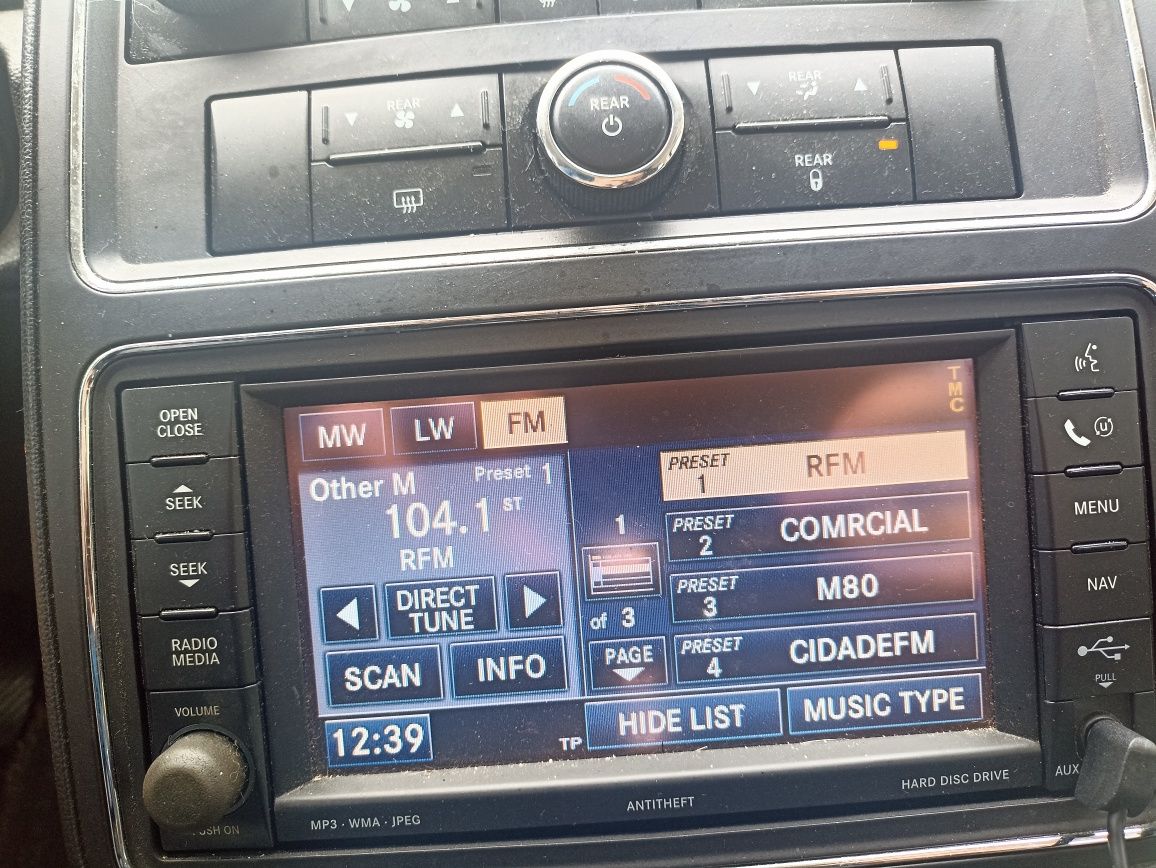 REAR
REAR
REAR
REAR
OPEN
CLOSE
SEEK
SEEK
RADIO
MEDIA
VOLUME
MW LW FM
TMC
Other M Preset 1
104.1 ST
RFM
DIRECT
TUNE
SCAN INFO
12:39
TP
1
of 3
PAGE
PRESET
1 RFM
PRESET
2 COMRCIAL
PRESET
3 M80
PRESET
4 CIDADEFM
HIDE LIST
MUSIC TYPE
MENU
NAV
PULL
AUX
MP3 · WMA · JPEG
ANTITHEFT
HARD DISC DRIVE